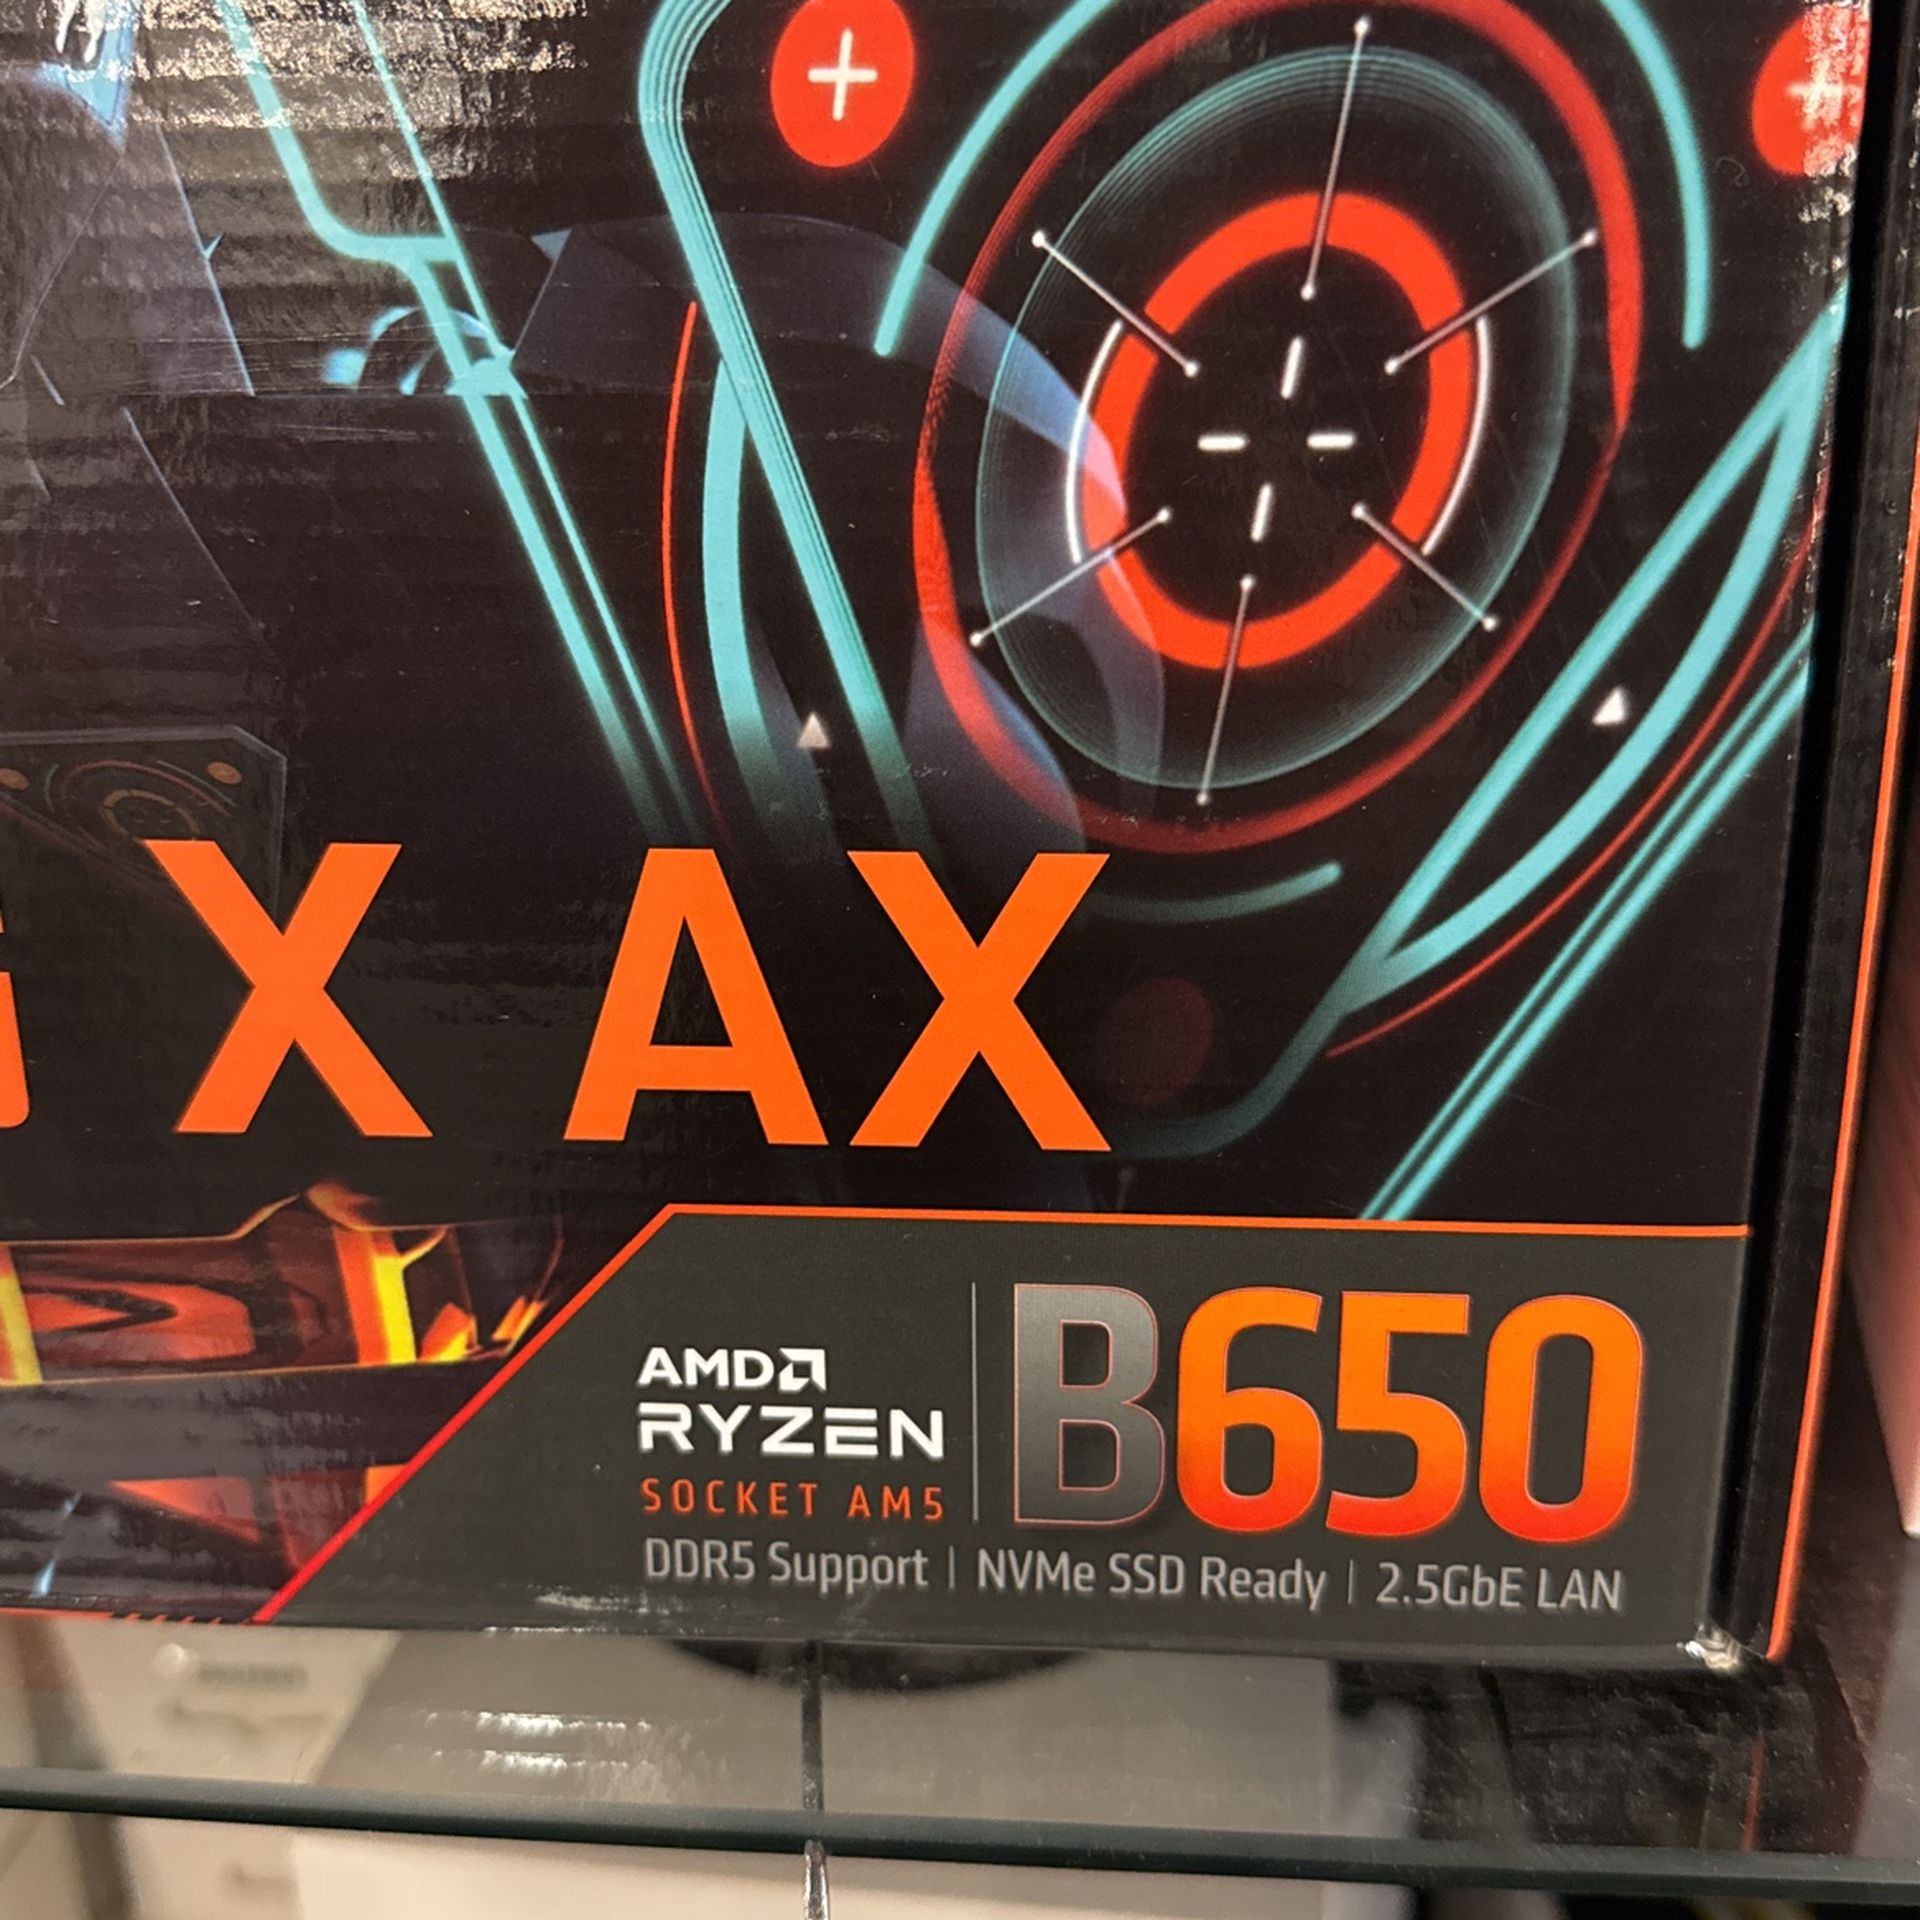 G X AX
AMD
RYZEN
SOCKET AM5
B650
DDR5 Support | NVMe SSD Ready | 2.5GbE LAN